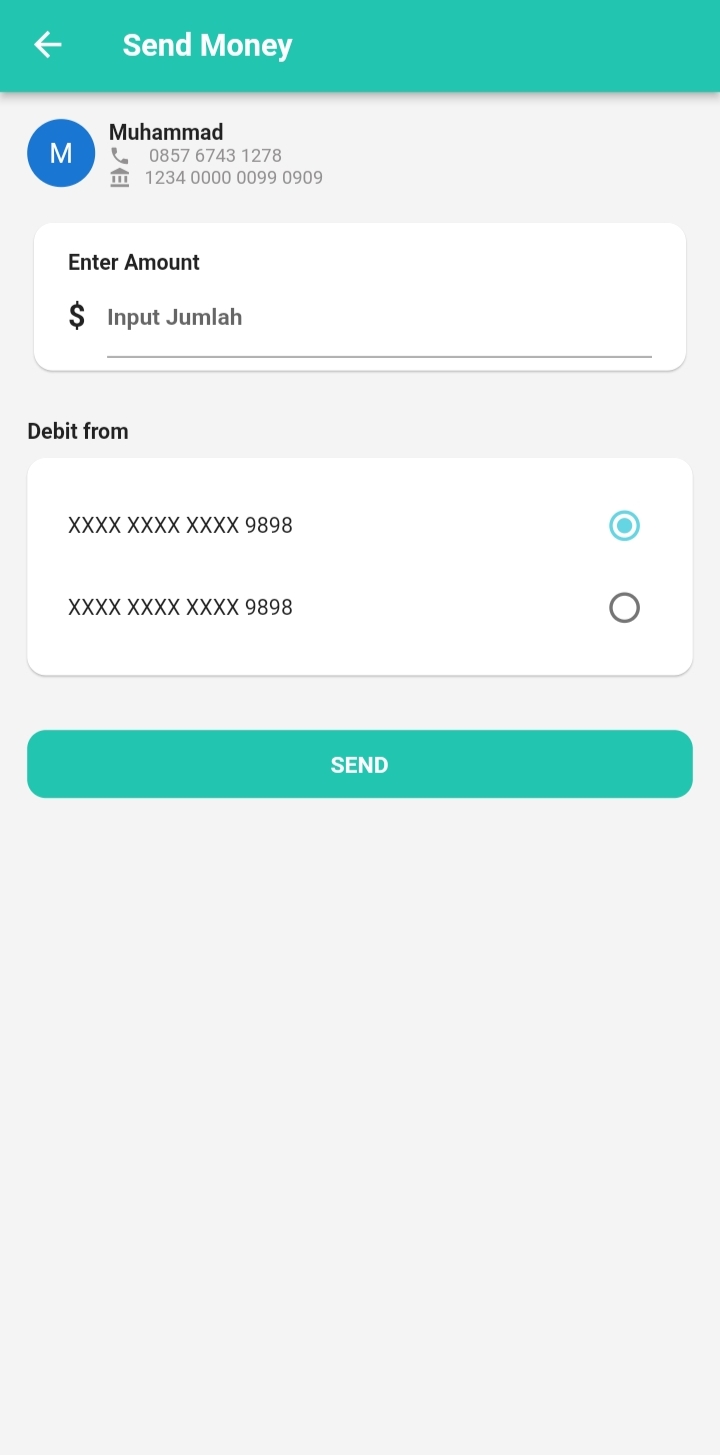 Send Money
M
Muhammad
0857 6743 1278
1234 0000 0099 0909
Enter Amount
$ Input Jumlah
Debit from
XXXX XXXX XXXX 9898
XXXX XXXX XXXX 9898
SEND